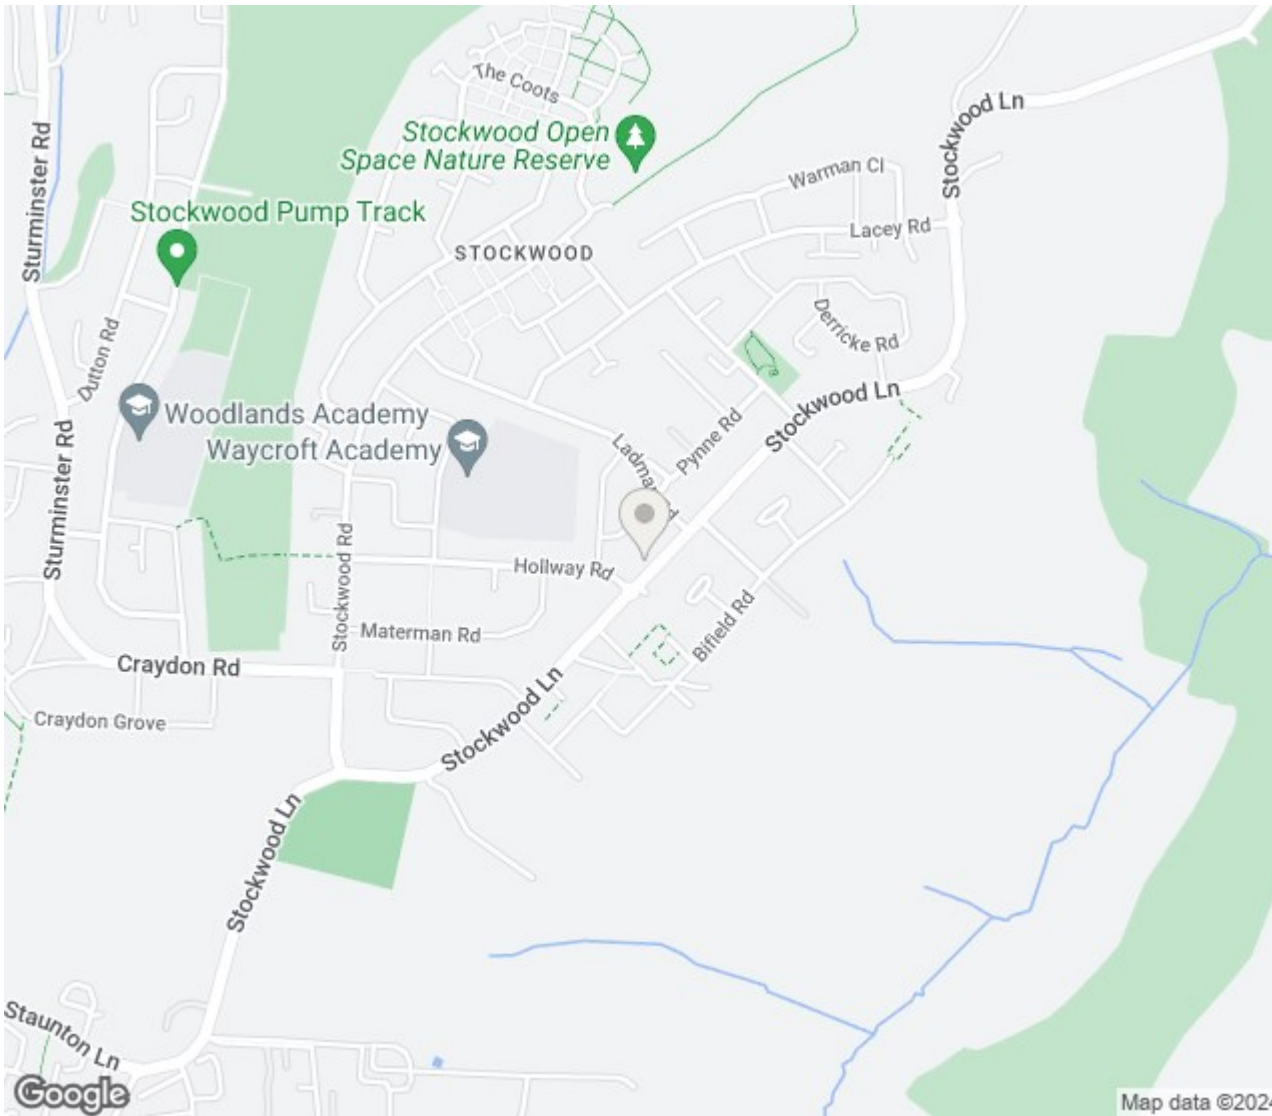 The Coots
Stockwood Ln
Stockwood Open
Space Nature Reserve
Sturminster Rd
Warman Cl
Stockwood Ln
Stockwood Pump Track
Lacey Rd
STOCKWOOD
Derricke Rd
Dutton Rd
Stockwood Ln
Woodlands Academy
Waycroft Academy
Pynne Rd
Sturminster Rd
Hollway Rd
Stockwood Rd
Materman Rd
Bifield Rd
Craydon Rd
Stockwood Ln
Craydon Grove
Stockwood Ln
Staunton Ln
Google
Map data ©2024